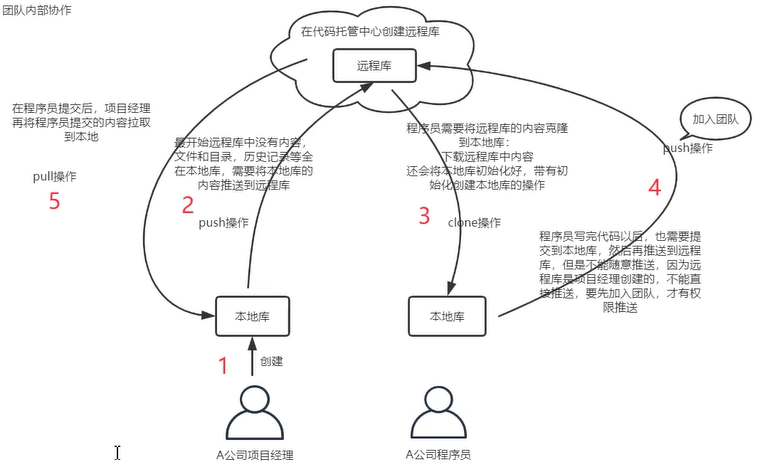 团队内部协作
在代码托管中心创建远程库
远程库
在程序员提交后，项目经理
再将程序员提交的内容拉取
到本地
pull操作
5
最开始远程库中没有内容，
文件和目录，历史记录等全
在本地库，需要将本地库的
内容推送到远程库
2
push操作
程序员需要将远程库的内容克隆
到本地库：
下载远程库中内容
还会将本地库初始化好，带有初
始化创建本地库的操作
3
clone操作
加入团队
push操作
4
程序员写完代码以后，也需要提
交到本地库，然后再推送到远程
库，但是不能随意推送，因为远
程库是项目经理创建的，不能直
接推送，要先加入团队，才有权
限推送
本地库
本地库
1
创建
A公司项目经理
A公司程序员